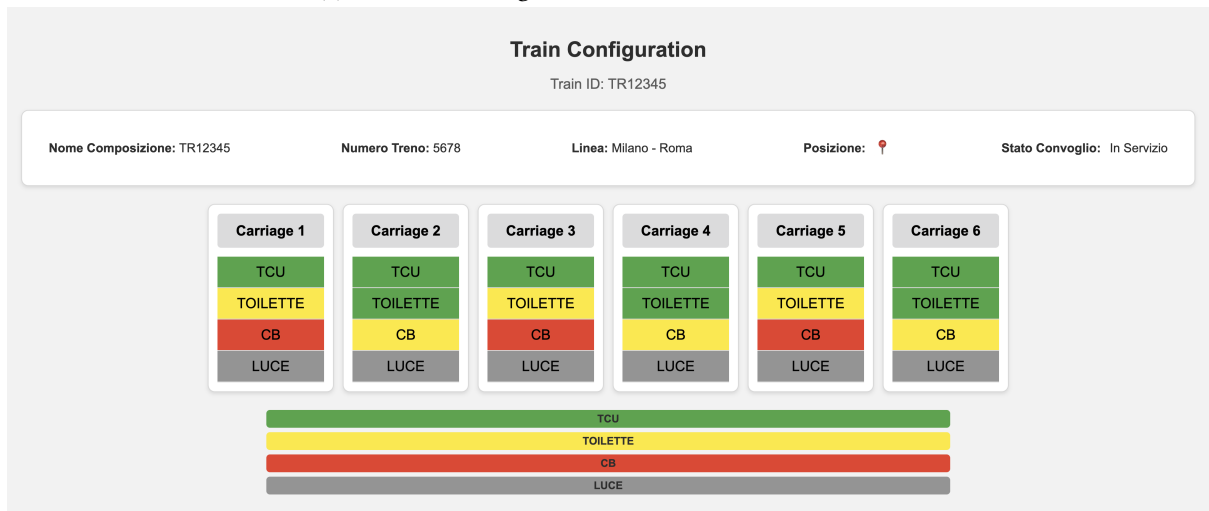 Train Configuration
Train ID: TR12345
Nome Composizione: TR12345 Numero Treno: 5678 Linea: Milano - Roma Posizione: Stato Convoglio: In Servizio
Carriage 1 Carriage 2 Carriage 3 Carriage 4 Carriage 5 Carriage 6
TCU TCU TCU TCU TCU TCU
TOILETTE TOILETTE TOILETTE TOILETTE TOILETTE TOILETTE
CB CB CB CB CB CB
LUCE LUCE LUCE LUCE LUCE LUCE
TCU
TOILETTE
CB
LUCE